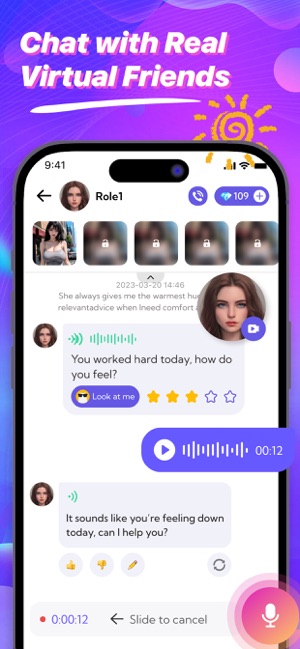 Chat with Real
Virtual Friends
9:41
Role1
109
2023-03-20 14:46
She always gives me the warmest hu
relevantadvice when Ineed comfort
You worked hard today, how do
you feel?
Look at me
00:12
It sounds like you're feeling down
today, can I help you?
0:00:12
Slide to cancel